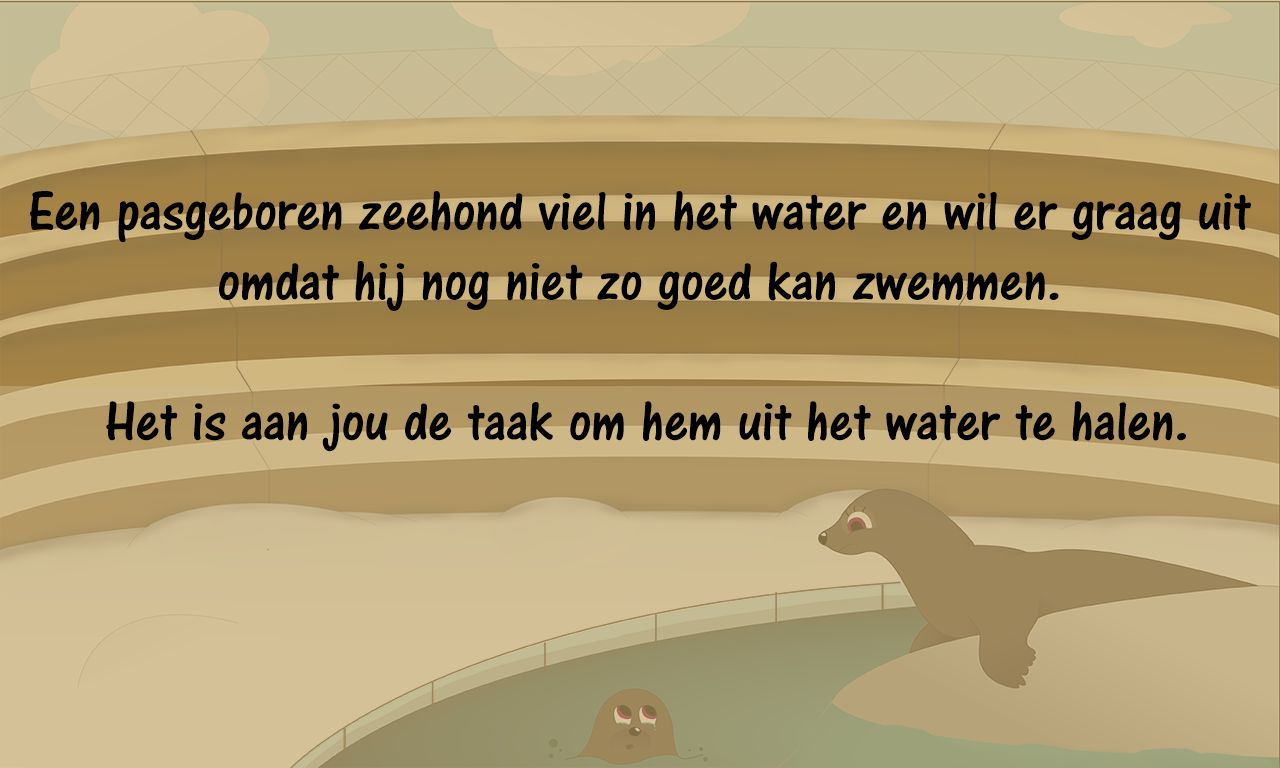 Een pasgeboren zeehond viel in het water en wil er graag uit
omdat hij nog niet zo goed kan zwemmen.
Het is aan jou de taak om hem uit het water te halen.